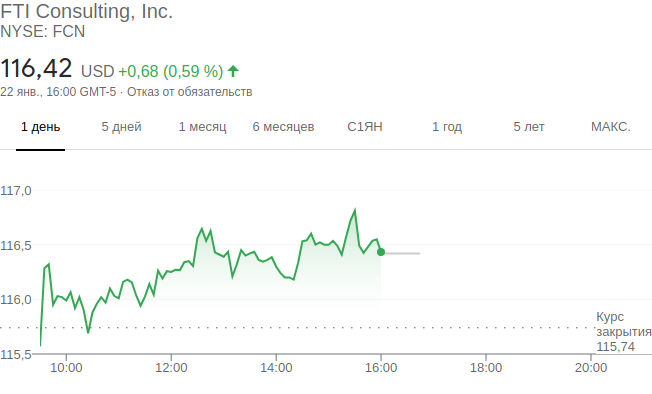 FTI Consulting, Inc.
NYSE: FCN
116,42 USD +0,68 (0,59 %)
22 янв., 16:00 GMT-5 · Отказ от обязательств
1 день 5 дней 1 месяц 6 месяцев С1ЯН 1 год 5 лет МАКС.
117,0
116,5
116,0
Курс
закрытия
115,74
115,5
10:00 12:00 14:00 16:00 18:00 20:00